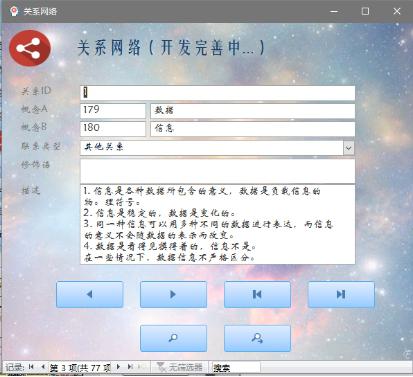 关系网络
关系网络（开发完善中...）
关系ID 1
概念A 179 数据
概念B 180 信息
联系类型 其他关系
修饰语
描述
1.信息是各种数据所包含的意义，数据是负载信息的
物。理符号。
2.信息是稳定的，数据是变化的。
3.同一种信息可以用多种不同的数据进行表达，而信息
的意义不会随数据的表示而改变。
4.数据是看得见摸得着的，信息不是。
在一些情况下，数据信息不严格区分。
记录: 第 3 项(共 77 项 无筛选器 搜索